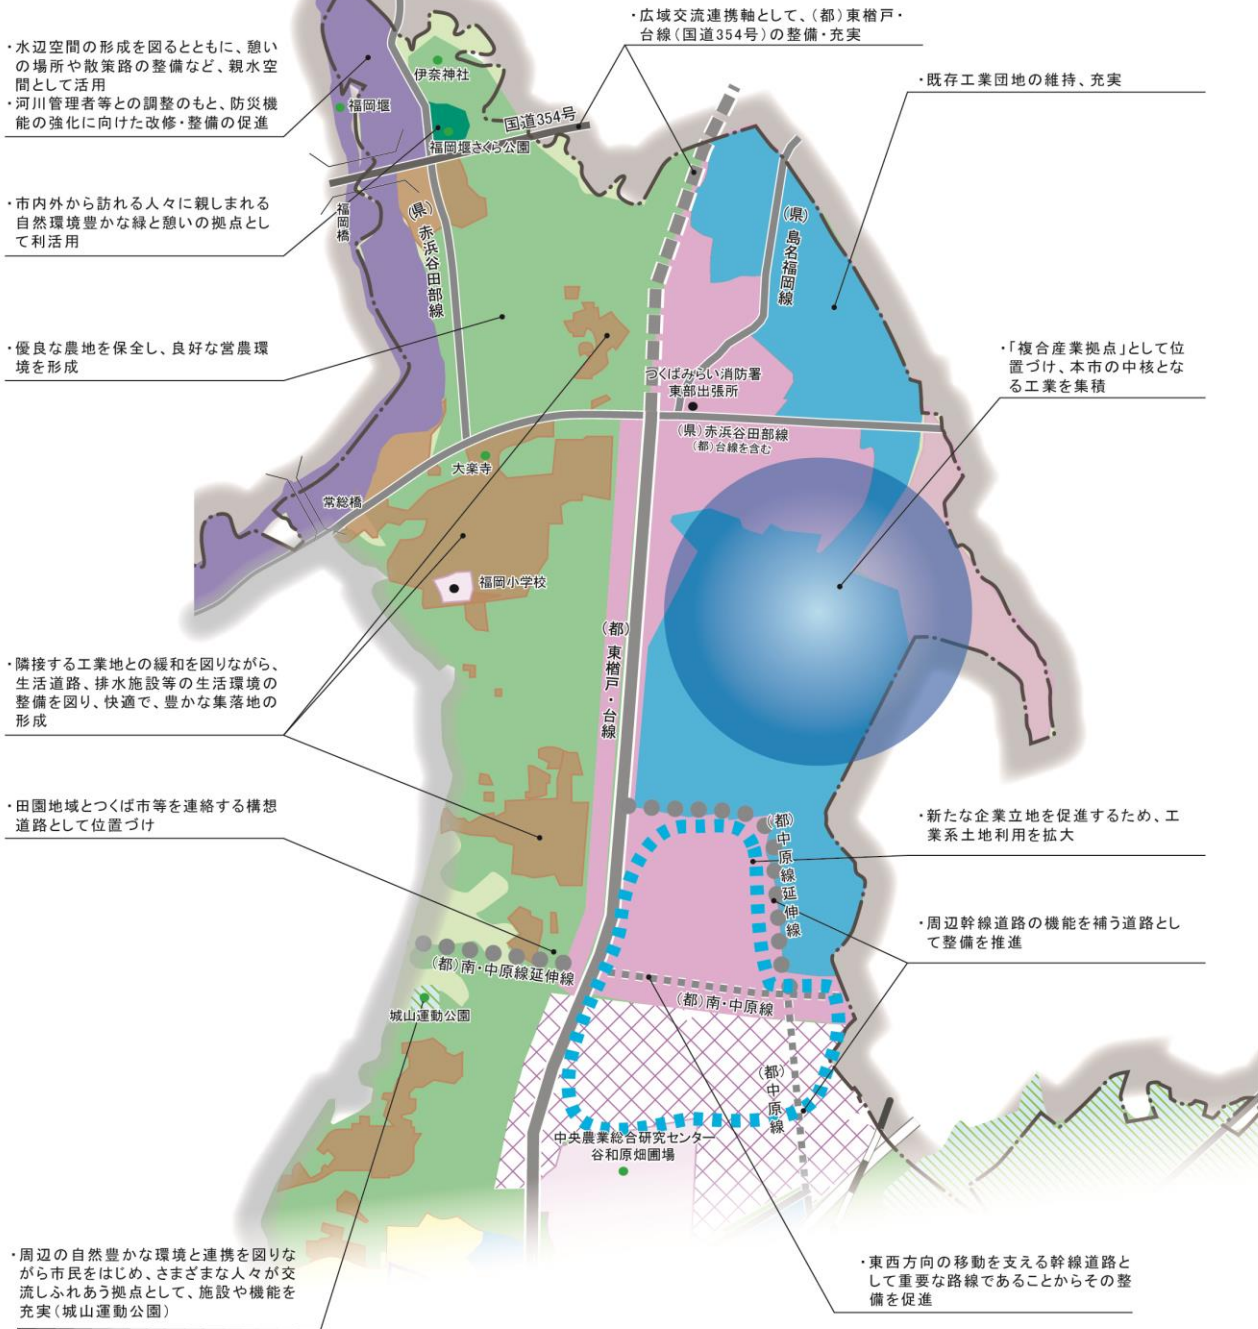 ・広域交流連携軸として、(都)東楢戸・
台線(国道354号)の整備・充実
・水辺空間の形成を図るとともに、憩い
の場所や散策路の整備など、親水空
間として活用
・河川管理者等との調整のもと、防災機
能の強化に向けた改修・整備の促進
・既存工業団地の維持、充実
伊奈神社
福岡堰
国道354号
福岡堰さくら公園
・市内外から訪れる人々に親しまれる
自然環境豊かな緑と憩いの拠点とし
て利活用
福岡橋
(県)赤浜谷田部線
(県)島名福岡線
・優良な農地を保全し、良好な営農環
境を形成
・「複合産業拠点」として位
置づけ、本市の中核とな
る工業を集積
つくばみらい消防署
東部出張所
(県)赤浜谷田部線
(都)台線を含む
大楽寺
常総橋
福岡小学校
(都)東楢戸・台線
・隣接する工業地との緩和を図りながら、
生活道路、排水施設等の生活環境の
整備を図り、快適で、豊かな集落地の
形成
・田園地域とつくば市等を連絡する構想
道路として位置づけ
・新たな企業立地を促進するため、工
業系土地利用を拡大
(都)中原線延伸線
・周辺幹線道路の機能を補う道路とし
て整備を推進
(都)南・中原線延伸線
(都)南・中原線
城山運動公園
(都)中原線
中央農業総合研究センター
谷和原畑圃場
・周辺の自然豊かな環境と連携を図りな
がら市民をはじめ、さまざまな人々が交
流しふれあう拠点として、施設や機能を
充実(城山運動公園)
・東西方向の移動を支える幹線道路と
して重要な路線であることからその整
備を促進